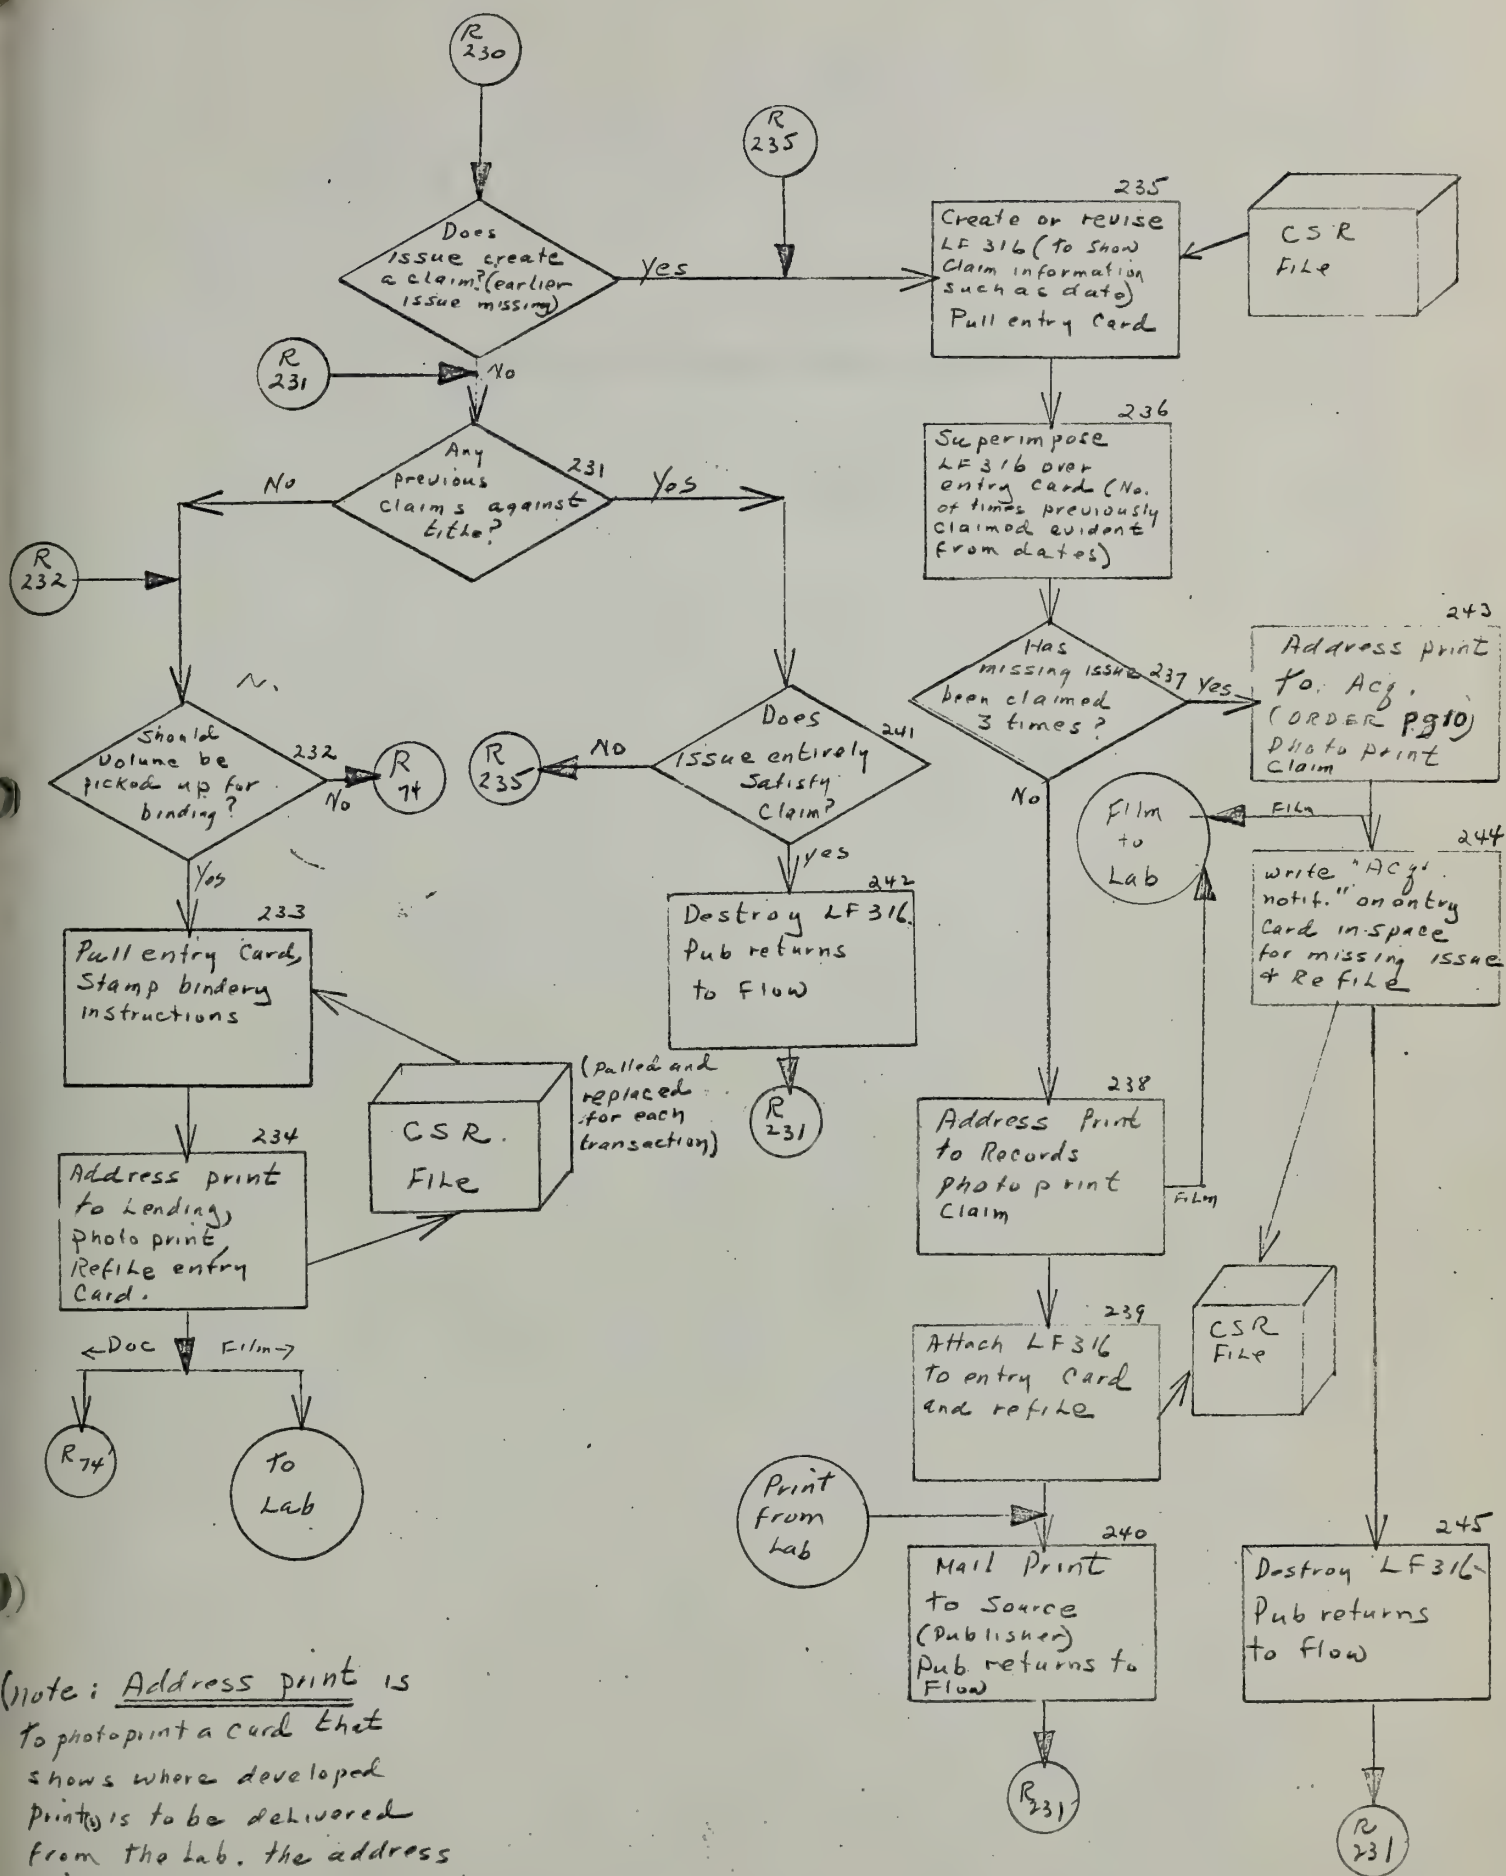 R
230
R
235
Does
issue create
a claim? (earlier
issue missing)
Yes
235
Create or revise
LF 316 (to show
Claim information
such as date)
Pull entry Card
CSR
File
R
231
No
Any
previous
claims against
title?
231
No
Yes
236
Superimpose
LF 316 over
entry card (No.
of times previously
claimed evident
from dates)
R
232
Has
missing issue
been claimed
3 times?
237
Yes
No
243
Address print
to. Acq.
(ORDER pg10)
Photo print
Claim
Should
volume be
picked up for
binding?
232
No
R
74
R
235
No
Does
issue entirely
Satisfy
Claim?
241
yes
Film
to
Lab
Film
244
write "Acq.
notif." on entry
Card in space
for missing issue
& Refile
Yes
233
Pull entry Card,
Stamp bindery
instructions
242
Destroy LF 316.
Pub returns
to Flow
R
231
CSR.
File
(Pulled and
replaced
for each
transaction)
234
Address print
to Lending,
photo print,
Refile entry
Card.
238
Address Print
to Records
photo print
Claim
Film
←Doc
Film→
R 74
To
Lab
239
Attach LF 316
to entry Card
and refile
CSR
File
Print
from
Lab
240
Mail Print
to Source
(Publisher)
Pub. returns to
Flow
245
Destroy LF 316-
Pub returns
to flow
R 231
R
231
(note: Address print is
to photoprint a card that
shows where developed
print(s) is to be delivered
from the Lab. the address